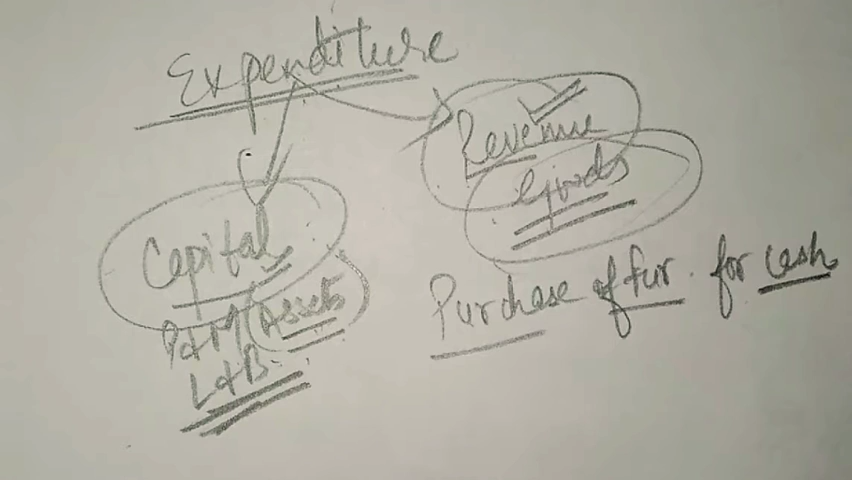 Expenditure
Revenue
Goods
Capital
P&M Assets
L&B.
Purchase of fur. for cash